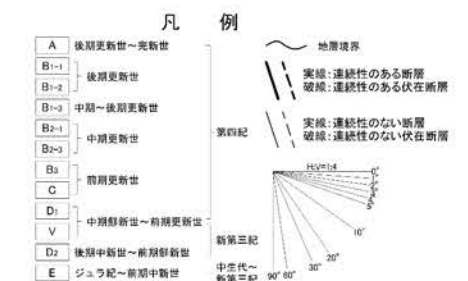 凡 例
A 後期更新世～完新世
B1-1
B1-2
後期更新世
B1-3 中期～後期更新世
B2-1
B2-3
中期更新世
B3
C
前期更新世
D1
V
中期鮮新世～前期更新世
D2 後期中新世～前期鮮新世
E ジュラ紀～前期中新世
第四紀
新第三紀
中生代～
新第三紀
地層境界
実線：連続性のある断層
破線：連続性のある伏在断層
実線：連続性のない断層
破線：連続性のない伏在断層
H:V=1:4
0°
10°
20°
30°
60°
90°